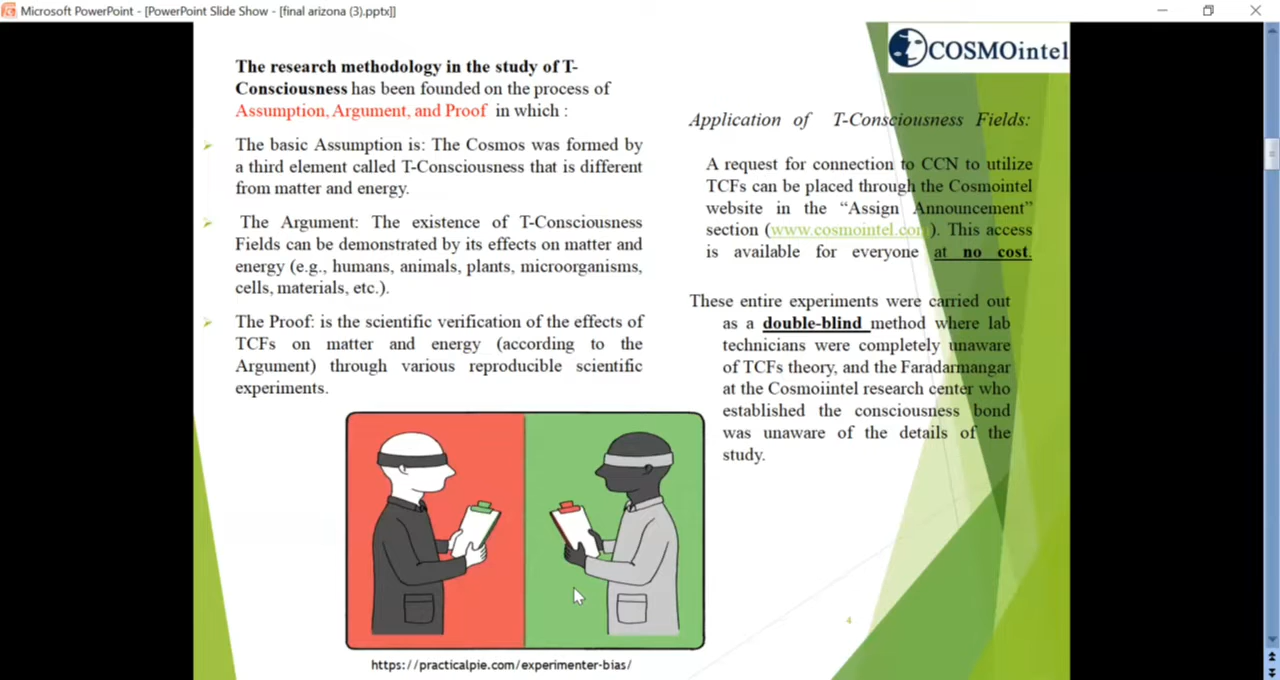 Microsoft PowerPoint - [PowerPoint Slide Show - [final arizona (3).pptx]]
COSMOintel
The research methodology in the study of T-
Consciousness has been founded on the process of
Assumption, Argument, and Proof in which :
The basic Assumption is: The Cosmos was formed by
a third element called T-Consciousness that is different
from matter and energy.
The Argument: The existence of T-Consciousness
Fields can be demonstrated by its effects on matter and
energy (e.g., humans, animals, plants, microorganisms,
cells, materials, etc.).
The Proof: is the scientific verification of the effects of
TCFs on matter and energy (according to the
Argument) through various reproducible scientific
experiments.
https://practicalpie.com/experimenter-bias/
Application of T-Consciousness Fields:
A request for connection to CCN to utilize
TCFs can be placed through the Cosmointel
website in the “Assign Announcement”
section (www.cosmointel.com). This access
is available for everyone at no cost.
These entire experiments were carried out
as a double-blind method where lab
technicians were completely unaware
of TCFs theory, and the Faradarmangar
at the Cosmoiintel research center who
established the consciousness bond
was unaware of the details of the
study.
4